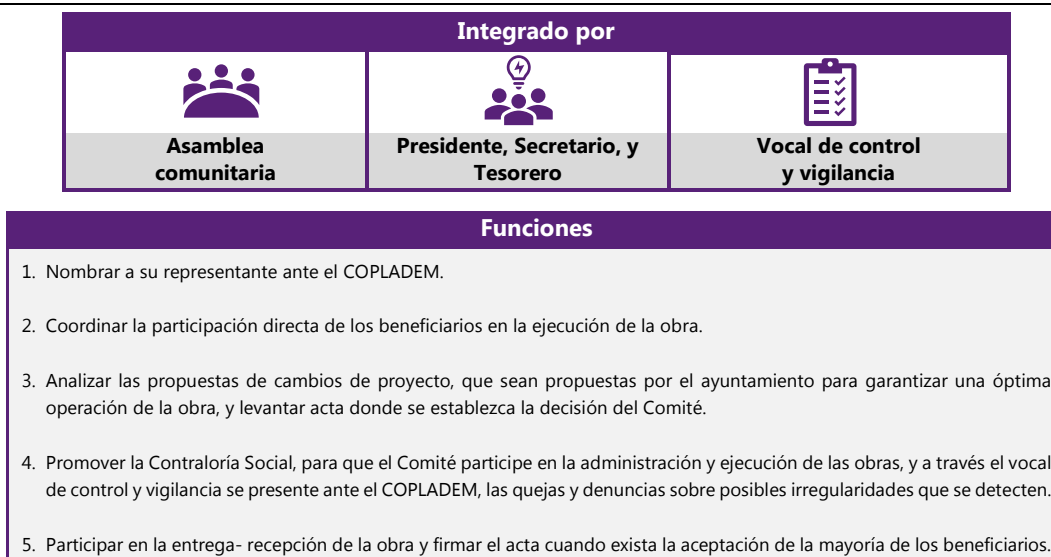 Integrado por
Asamblea
comunitaria
Presidente, Secretario, y
Tesorero
Vocal de control
y vigilancia
Funciones
1. Nombrar a su representante ante el COPLADEM.
2. Coordinar la participación directa de los beneficiarios en la ejecución de la obra.
3. Analizar las propuestas de cambios de proyecto, que sean propuestas por el ayuntamiento para garantizar una óptima
operación de la obra, y levantar acta donde se establezca la decisión del Comité.
4. Promover la Contraloría Social, para que el Comité participe en la administración y ejecución de las obras, y a través el vocal
de control y vigilancia se presente ante el COPLADEM, las quejas y denuncias sobre posibles irregularidades que se detecten.
5. Participar en la entrega- recepción de la obra y firmar el acta cuando exista la aceptación de la mayoría de los beneficiarios.